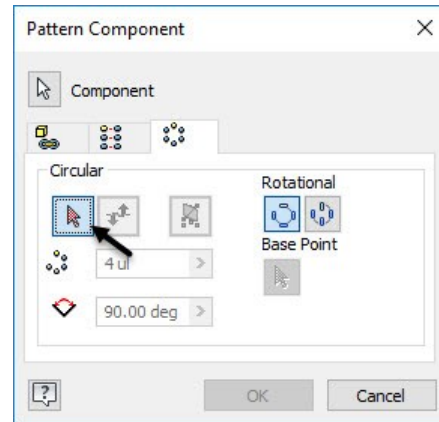 Pattern Component
Component
Circular
Rotational
4 ul
Base Point
90.00 deg
OK
Cancel